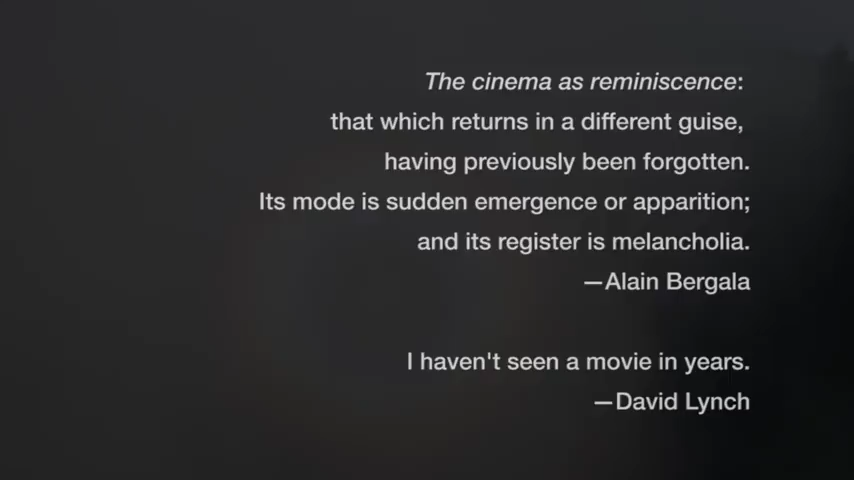 The cinema as reminiscence:
that which returns in a different guise,
having previously been forgotten.
Its mode is sudden emergence or apparition;
and its register is melancholia.
—Alain Bergala
I haven't seen a movie in years.
—David Lynch